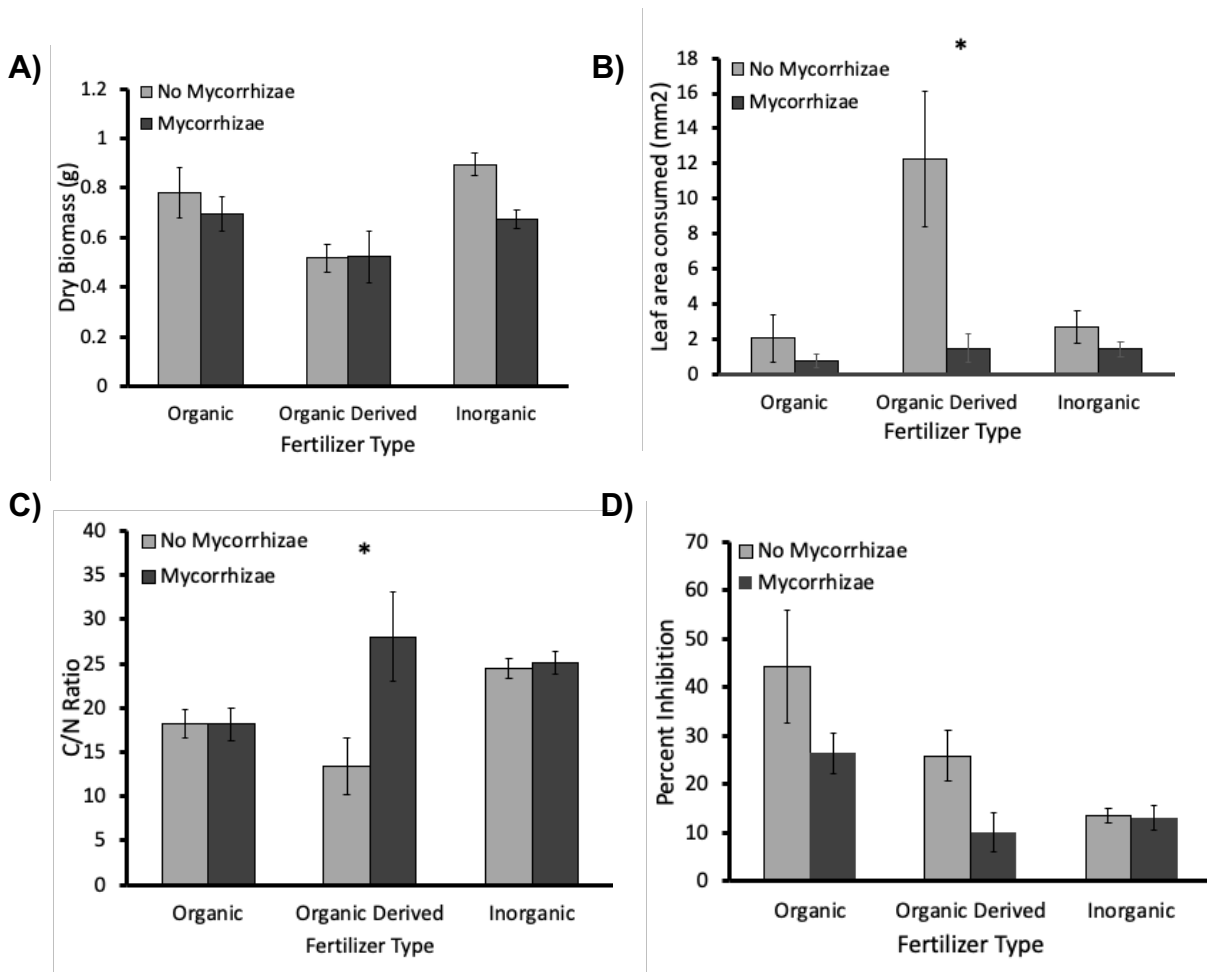 A)
1.2
1
0.8
0.6
0.4
0.2
0
Dry Biomass (g)
No Mycorrhizae
Mycorrhizae
Organic
Organic Derived
Inorganic
Fertilizer Type
B)
*
18
16
14
12
10
8
6
4
2
0
Leaf area consumed (mm2)
No Mycorrhizae
Mycorrhizae
Organic
Organic Derived
Inorganic
Fertilizer Type
C)
40
35
30
25
20
15
10
5
0
C/N Ratio
No Mycorrhizae
Mycorrhizae
*
Organic
Organic Derived
Inorganic
Fertilizer Type
D)
70
60
50
40
30
20
10
0
Percent Inhibition
No Mycorrhizae
Mycorrhizae
Organic
Organic Derived
Inorganic
Fertilizer Type